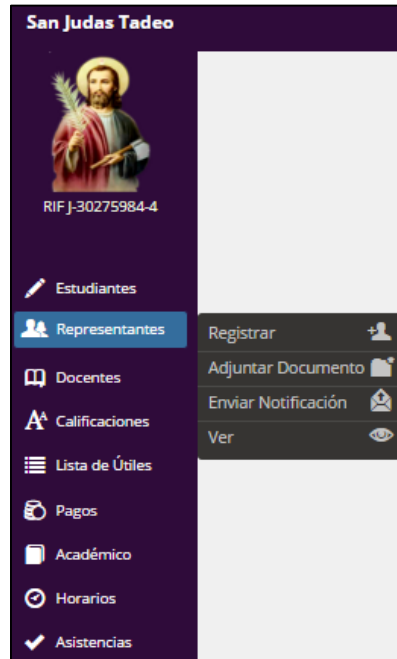 San Judas Tadeo
RIF J-30275984-4
Estudiantes
Representantes
Registrar
Adjuntar Documento
Enviar Notificación
Ver
Docentes
Calificaciones
Lista de Útiles
Pagos
Académico
Horarios
Asistencias